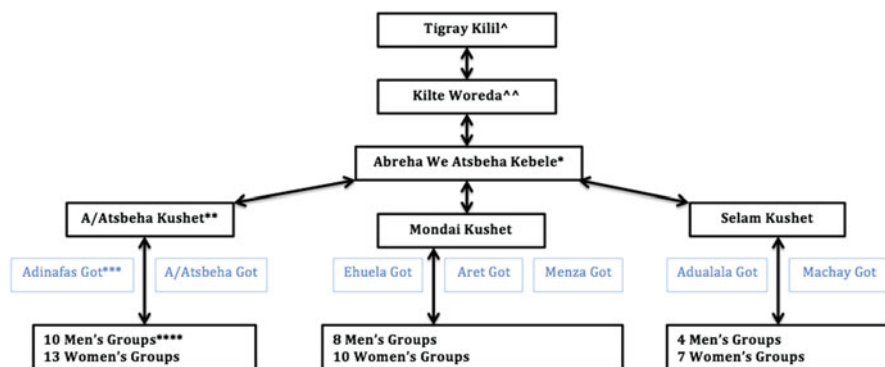 Tigray Kilil^
Kilte Woreda^^
Abreha We Atsbeha Kebele*
A/Atsbeha Kushet**
Mondai Kushet
Selam Kushet
Adinafas Got***
A/Atsbeha Got
Ehuela Got
Aret Got
Menza Got
Adualala Got
Machay Got
10 Men's Groups****
13 Women's Groups
8 Men's Groups
10 Women's Groups
4 Men's Groups
7 Women's Groups